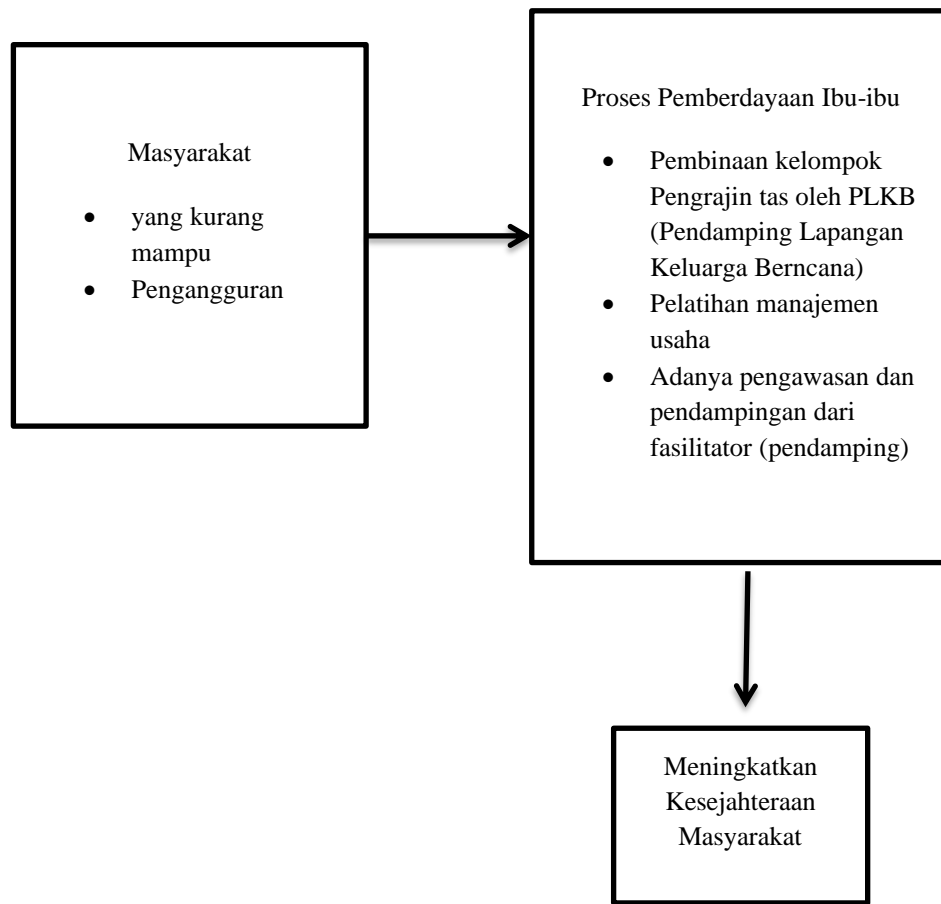 Masyarakat
• yang kurang
mampu
• Pengangguran
Proses Pemberdayaan Ibu-ibu
• Pembinaan kelompok
Pengrajin tas oleh PLKB
(Pendamping Lapangan
Keluarga Berncana)
• Pelatihan manajemen
usaha
• Adanya pengawasan dan
pendampingan dari
fasilitator (pendamping)
Meningkatkan
Kesejahteraan
Masyarakat